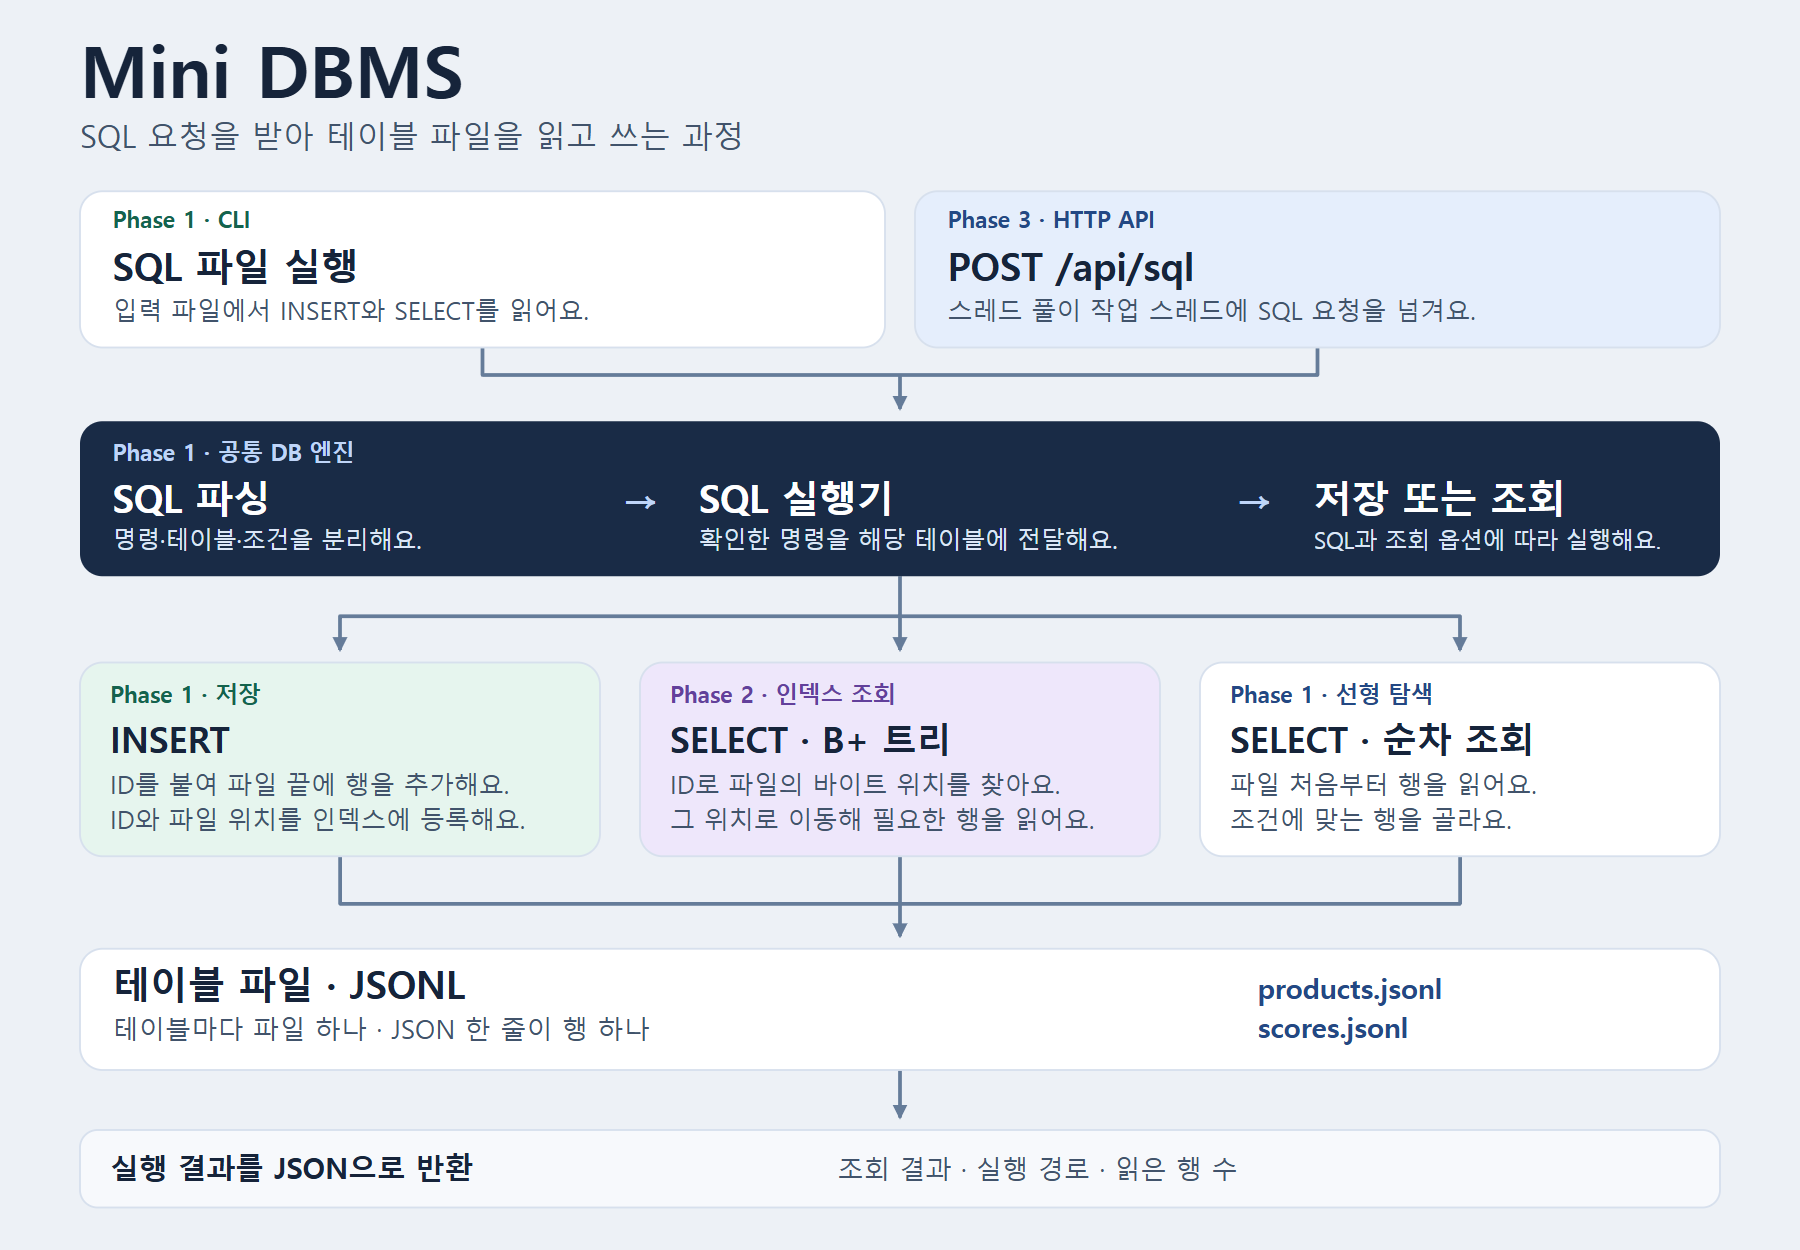 Mini DBMS
SQL 요청을 받아 테이블 파일을 읽고 쓰는 과정
Phase 1 · CLI
SQL 파일 실행
입력 파일에서 INSERT와 SELECT를 읽어요.
Phase 3 · HTTP API
POST /api/sql
스레드 풀이 작업 스레드에 SQL 요청을 넘겨요.
Phase 1 · 공통 DB 엔진
SQL 파싱
명령·테이블·조건을 분리해요.
→
SQL 실행기
확인한 명령을 해당 테이블에 전달해요.
→
저장 또는 조회
SQL과 조회 옵션에 따라 실행해요.
Phase 1 · 저장
INSERT
ID를 붙여 파일 끝에 행을 추가해요.
ID와 파일 위치를 인덱스에 등록해요.
Phase 2 · 인덱스 조회
SELECT · B+ 트리
ID로 파일의 바이트 위치를 찾아요.
그 위치로 이동해 필요한 행을 읽어요.
Phase 1 · 선형 탐색
SELECT · 순차 조회
파일 처음부터 행을 읽어요.
조건에 맞는 행을 골라요.
테이블 파일 · JSONL
테이블마다 파일 하나 · JSON 한 줄이 행 하나
products.jsonl
scores.jsonl
실행 결과를 JSON으로 반환
조회 결과 · 실행 경로 · 읽은 행 수